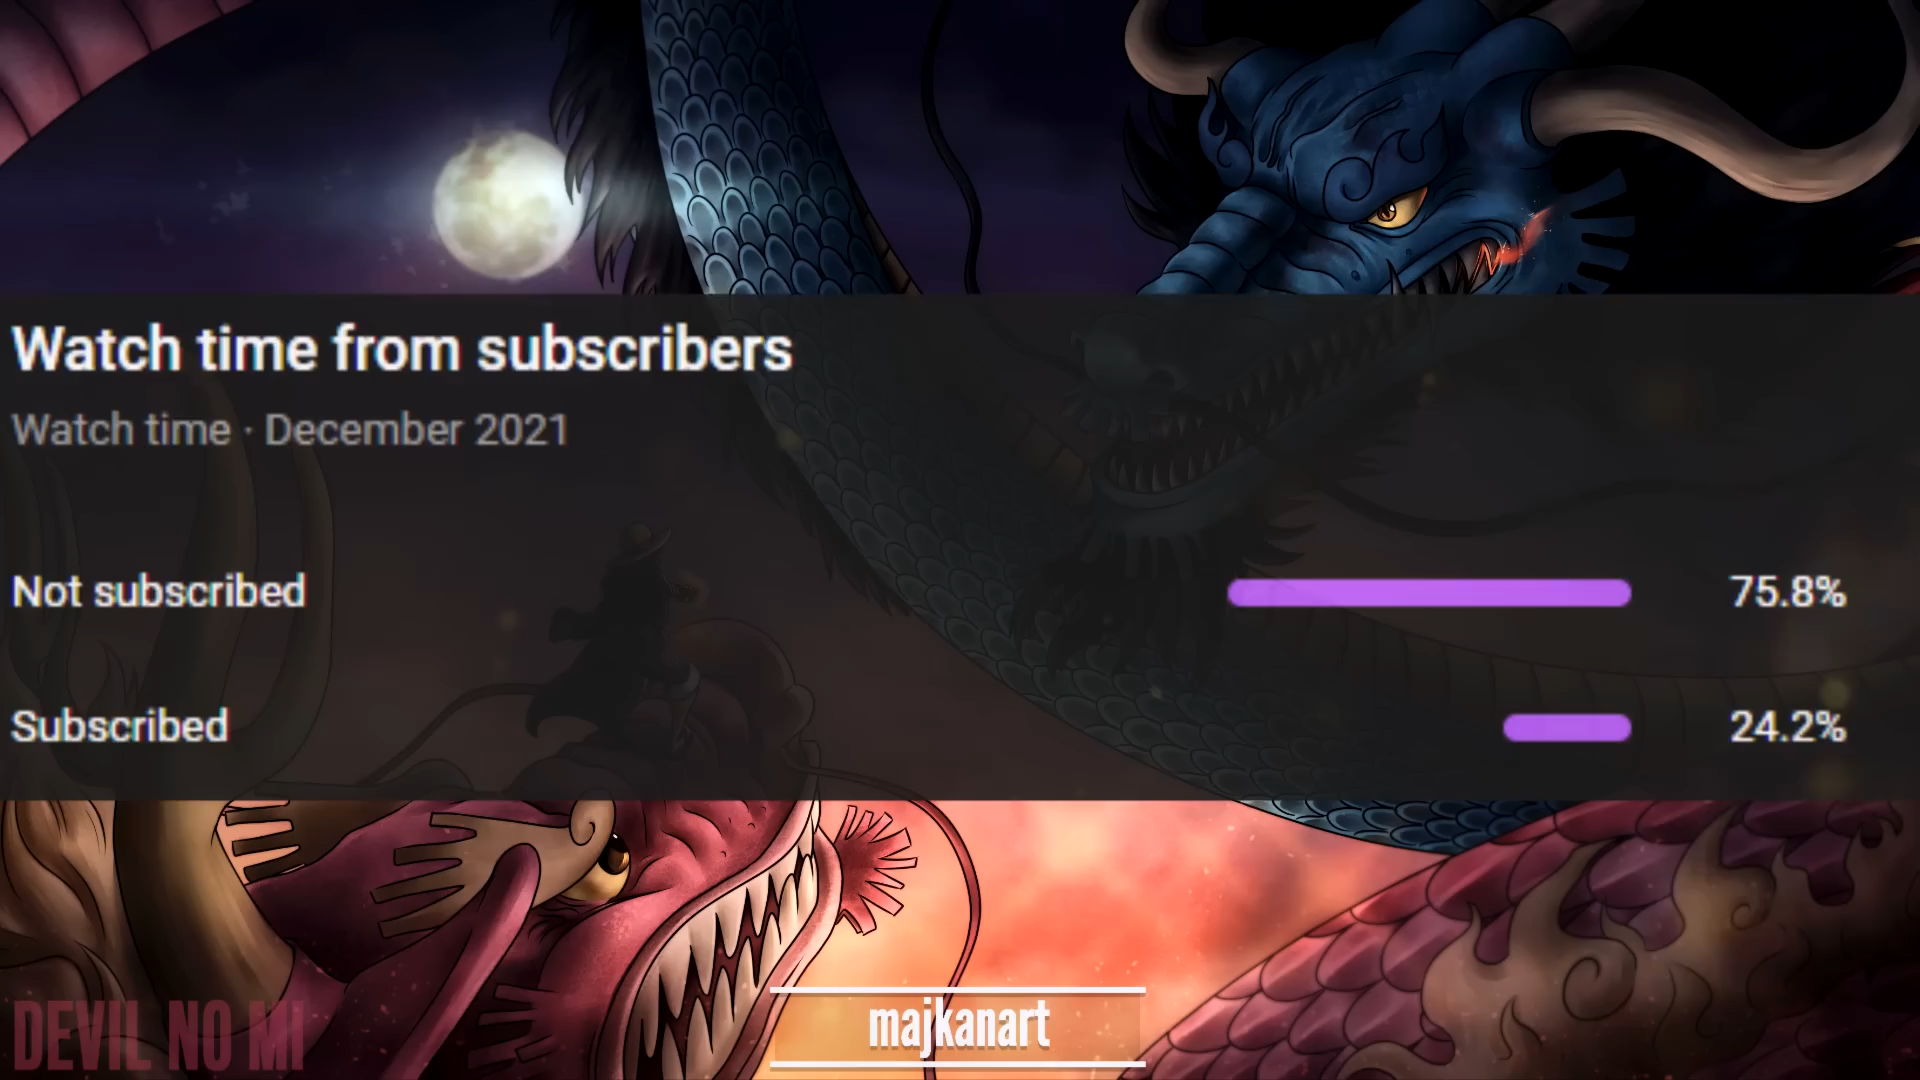 Watch time from subscribers
Watch time · December 2021
Not subscribed 75.8%
Subscribed 24.2%
DEVIL NO MI
majkanart